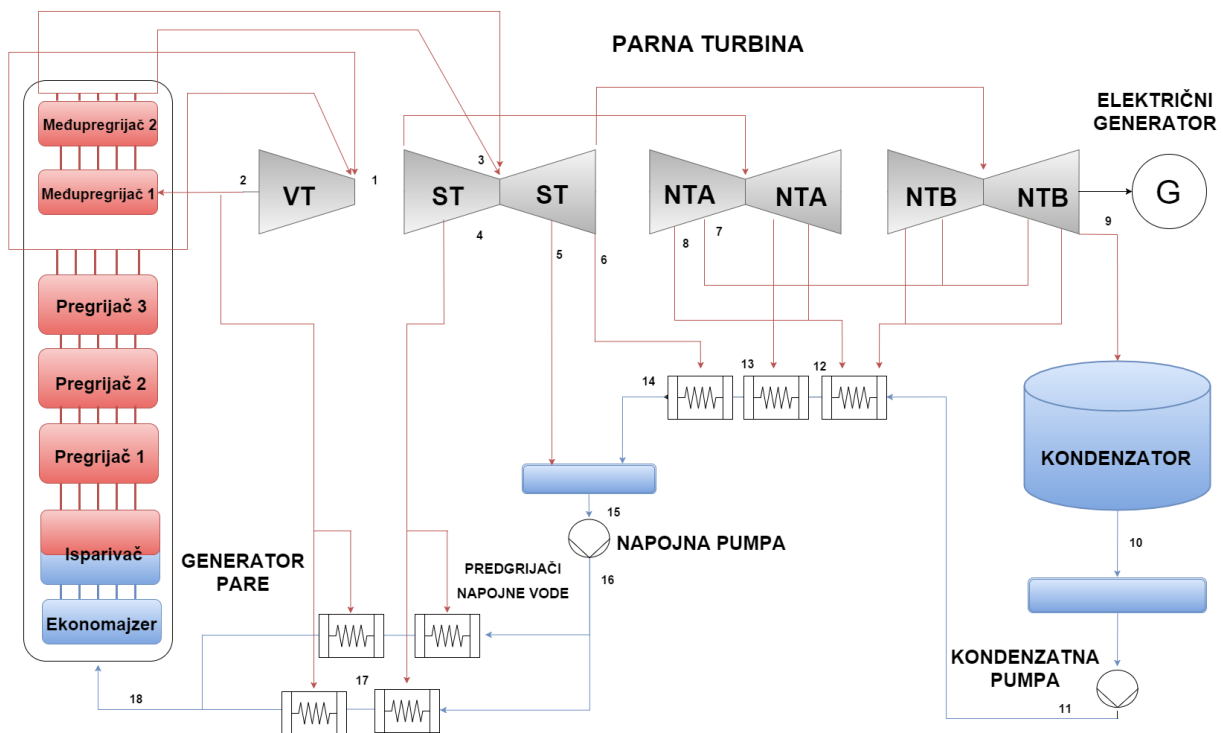 PARNA TURBINA
ELEKTRIČNI
GENERATOR
Međupregrijač 2
Međupregrijač 1
2
VT
1
3
ST
ST
4
5
6
NTA
NTA
8
7
NTB
NTB
9
G
Pregrijač 3
Pregrijač 2
Pregrijač 1
Isparivač
Ekonomajzer
14
13
12
KONDENZATOR
15
NAPOJNA PUMPA
10
GENERATOR
PARE
PREDGRIJAČI
NAPOJNE VODE
16
KONDENZATNA
PUMPA
17
18
11